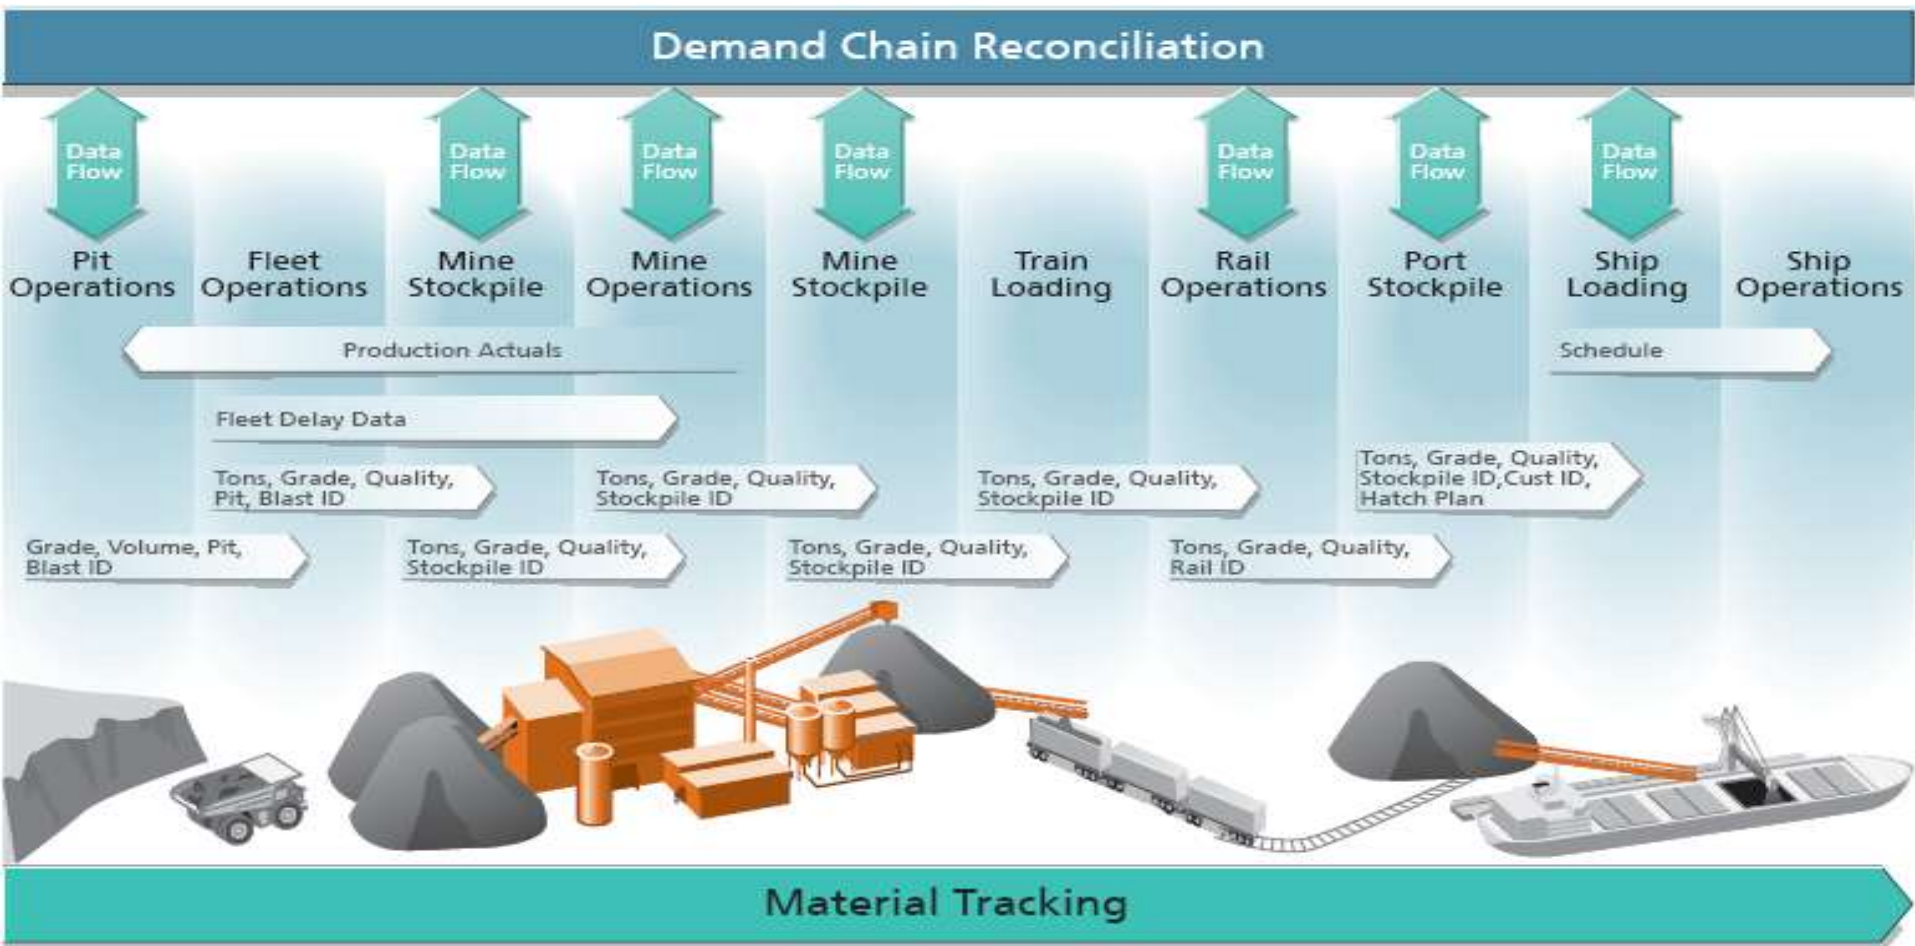 Demand Chain Reconciliation
Data
Flow
Data
Flow
Data
Flow
Data
Flow
Data
Flow
Data
Flow
Data
Flow
Pit
Operations
Fleet
Operations
Mine
Stockpile
Mine
Operations
Mine
Stockpile
Train
Loading
Rail
Operations
Port
Stockpile
Ship
Loading
Ship
Operations
Production Actuals
Schedule
Fleet Delay Data
Tons, Grade, Quality,
Pit, Blast ID
Tons, Grade, Quality,
Stockpile ID
Tons, Grade, Quality,
Stockpile ID
Tons, Grade, Quality,
Stockpile ID,Cust ID,
Hatch Plan
Grade, Volume, Pit,
Blast ID
Tons, Grade, Quality,
Stockpile ID
Tons, Grade, Quality,
Stockpile ID
Tons, Grade, Quality,
Rail ID
Material Tracking